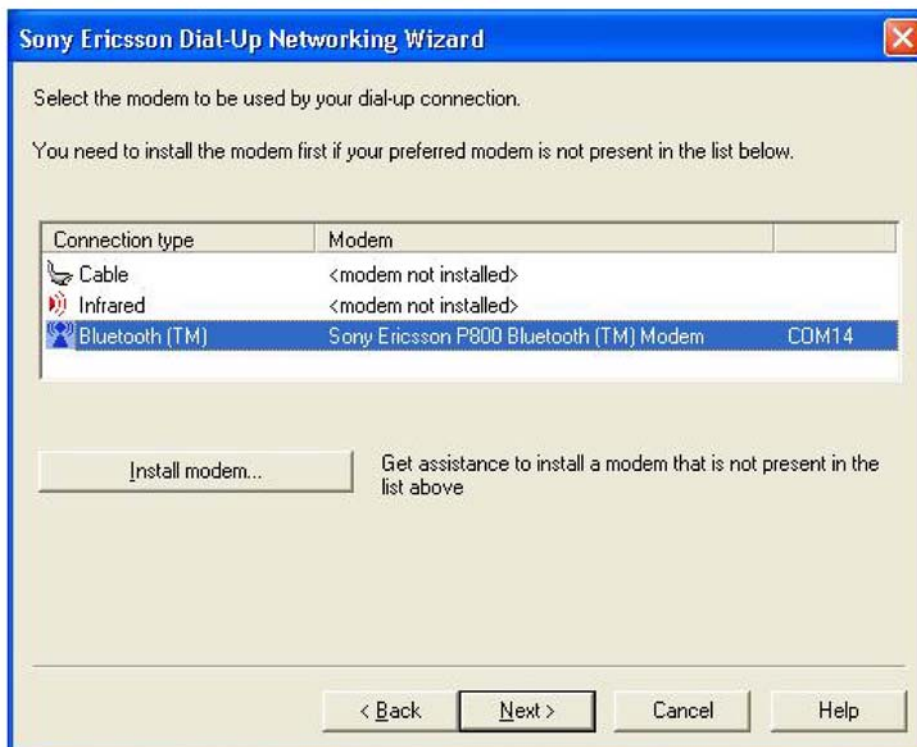 Sony Ericsson Dial-Up Networking Wizard
Select the modem to be used by your dial-up connection.
You need to install the modem first if your preferred modem is not present in the list below.
Connection type Modem
Cable <modem not installed>
Infrared <modem not installed>
Bluetooth (TM) Sony Ericsson P800 Bluetooth (TM) Modem COM14
Install modem... Get assistance to install a modem that is not present in the
list above
< Back Next > Cancel Help